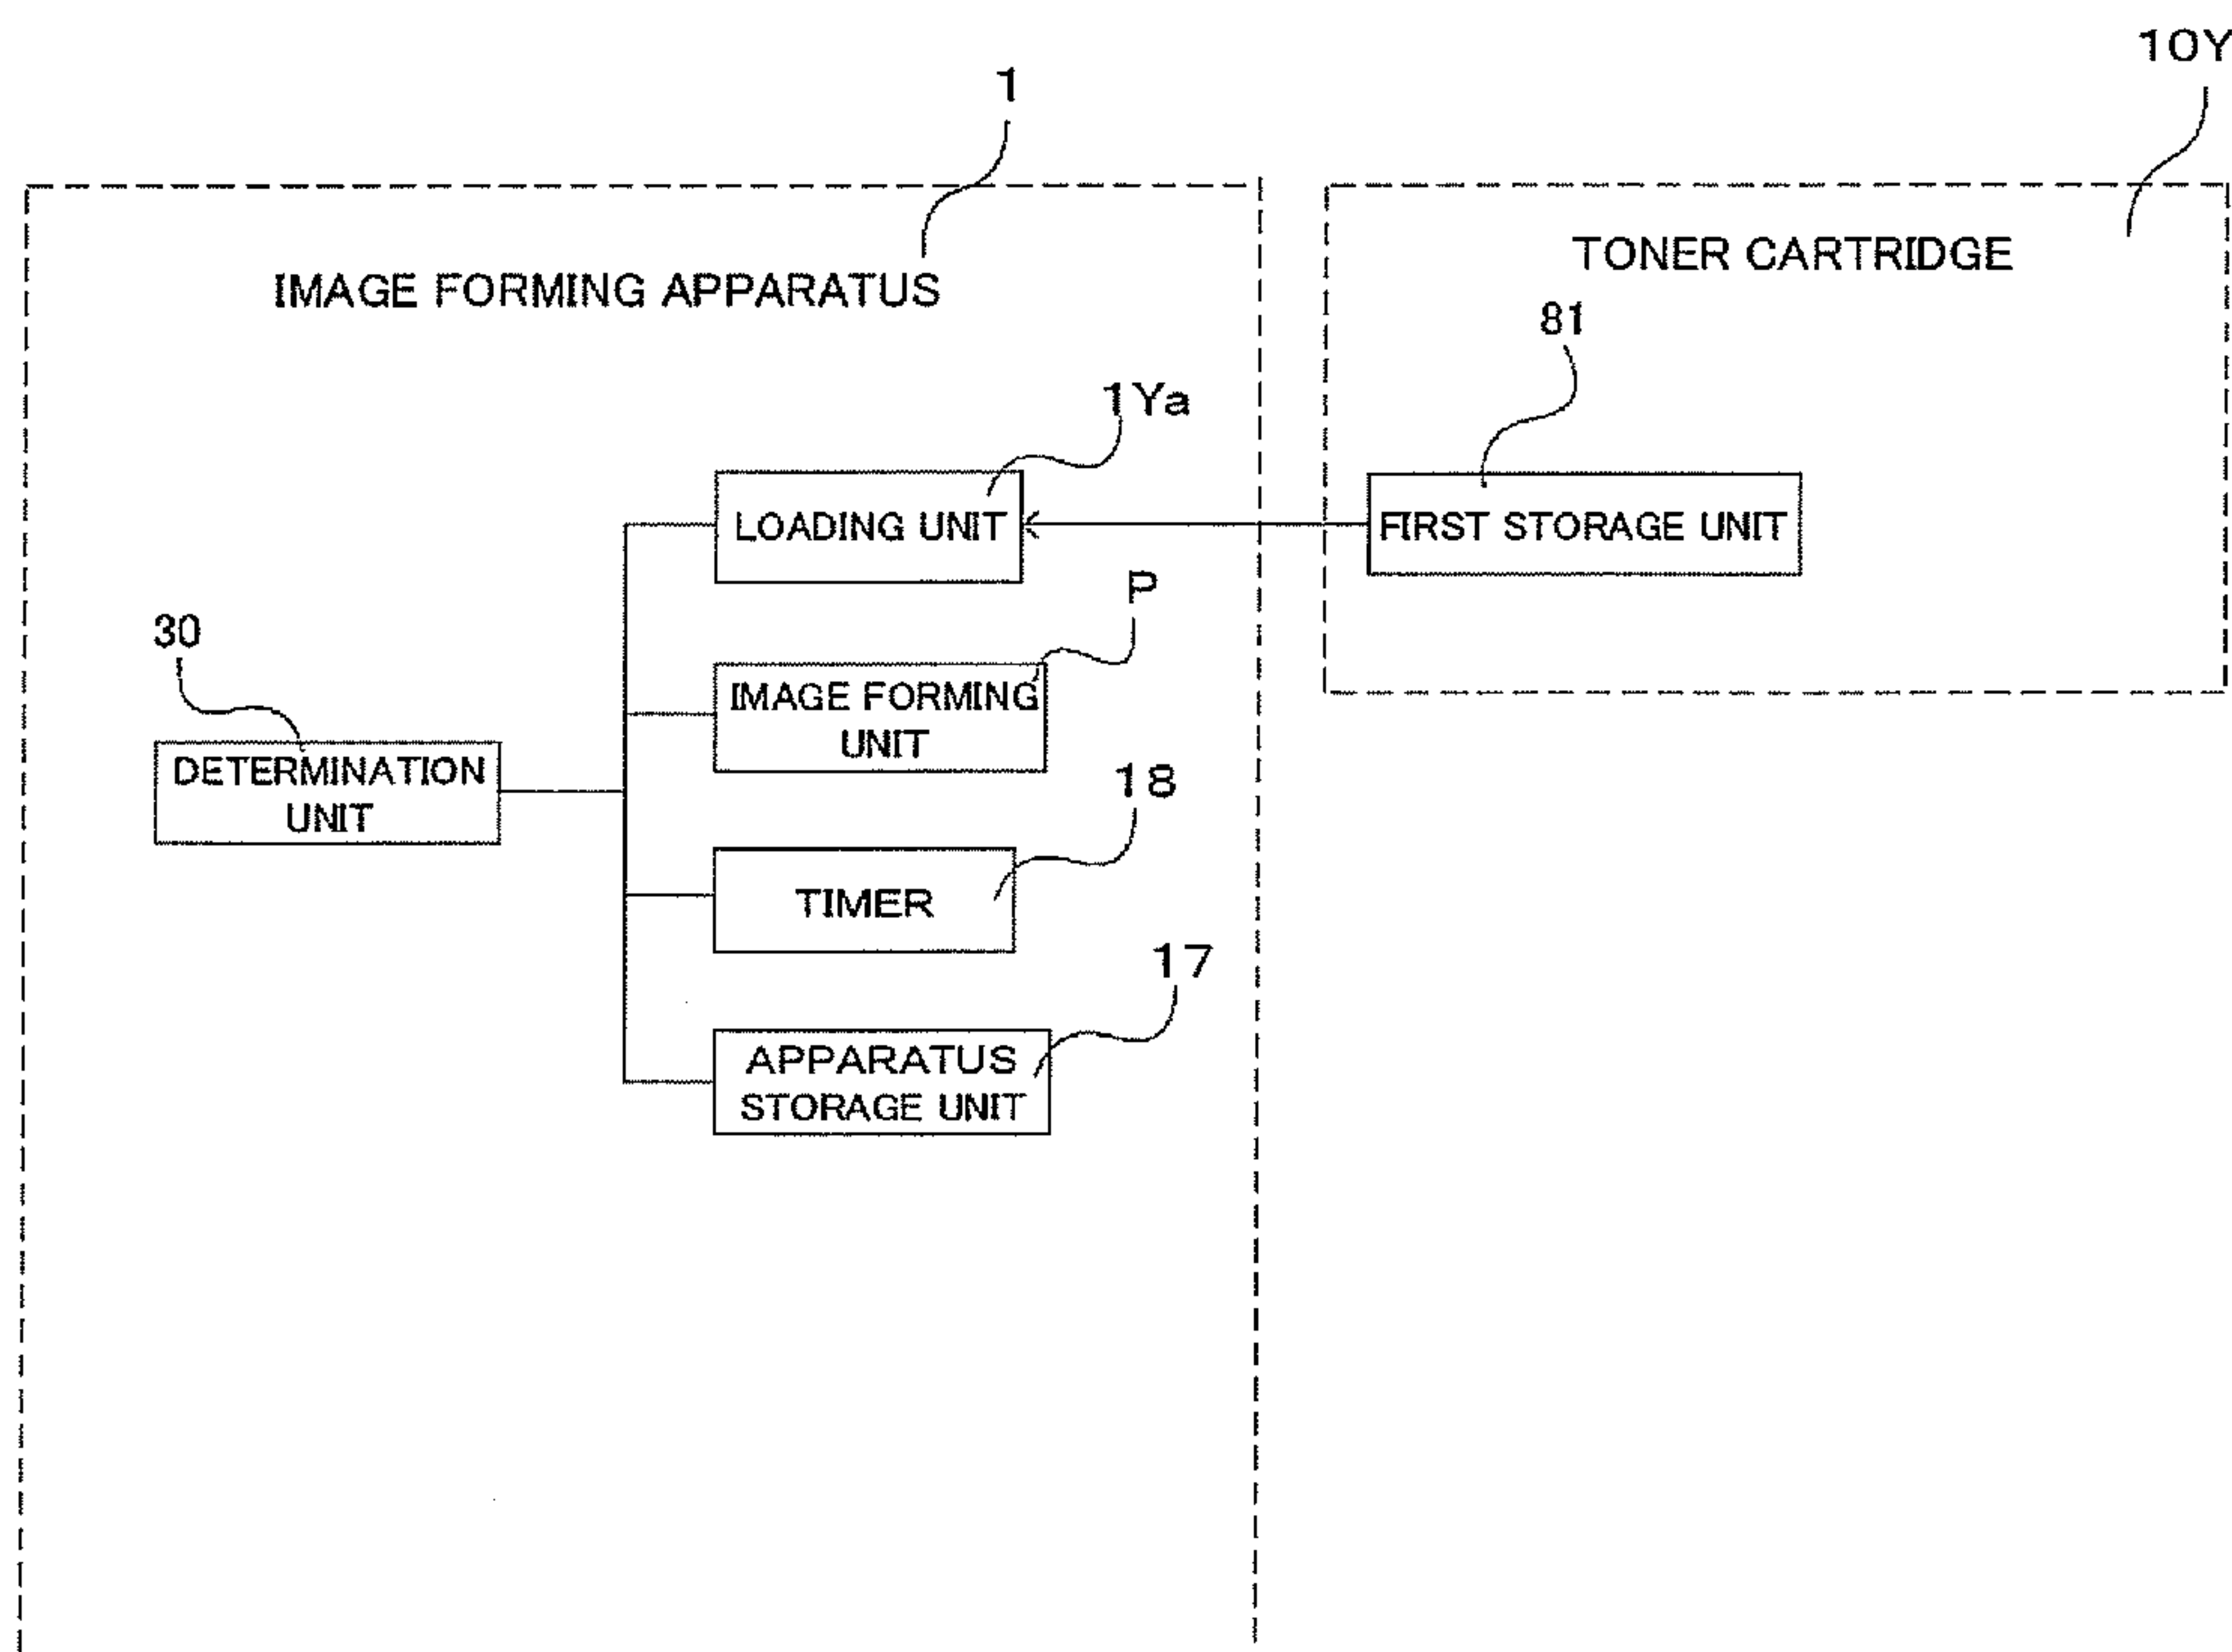 10Y
1
TONER CARTRIDGE
IMAGE FORMING APPARATUS
81
1Ya
LOADING UNIT
FIRST STORAGE UNIT
P
30
IMAGE FORMING
UNIT
DETERMINATION
UNIT
18
TIMER
17
APPARATUS
STORAGE UNIT